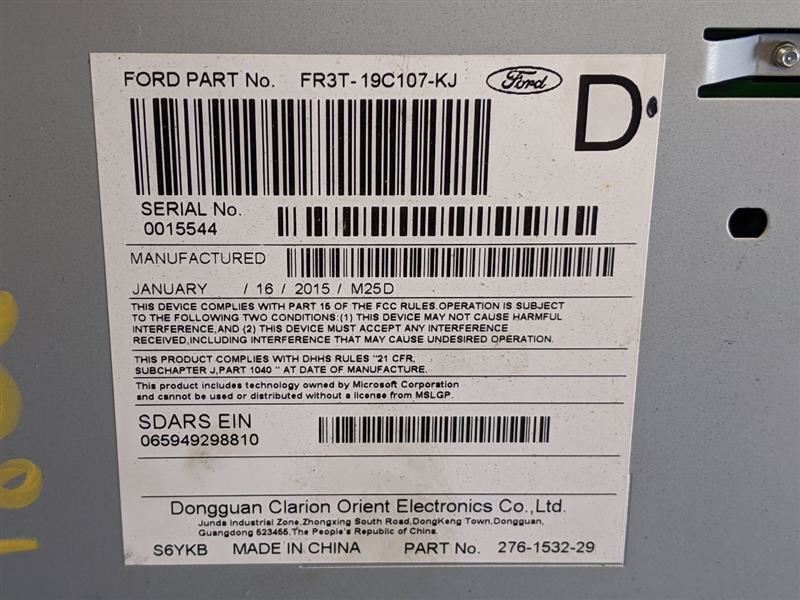 FORD PART No. FR3T-19C107-KJ Ford
D
SERIAL No.
0015544
MANUFACTURED
JANUARY / 16 / 2015 / M25D
THIS DEVICE COMPLIES WITH PART 15 OF THE FCC RULES.OPERATION IS SUBJECT
TO THE FOLLOWING TWO CONDITIONS:(1) THIS DEVICE MAY NOT CAUSE HARMFUL
INTERFERENCE,AND (2) THIS DEVICE MUST ACCEPT ANY INTERFERENCE
RECEIVED,INCLUDING INTERFERENCE THAT MAY CAUSE UNDESIRED OPERATION.
THIS PRODUCT COMPLIES WITH DHHS RULES "21 CFR,
SUBCHAPTER J,PART 1040 " AT DATE OF MANUFACTURE.
This product includes technology owned by Microsoft Corporation
and cannot be used or distributed without a license from MSLGP.
SDARS EIN
065949298810
Dongguan Clarion Orient Electronics Co.,Ltd.
Junda Industrial Zone,Zhongxing South Road,DongKeng Town,Dongguan,
Guangdong 523455,The People's Republic of China.
S6YKB MADE IN CHINA PART No. 276-1532-29